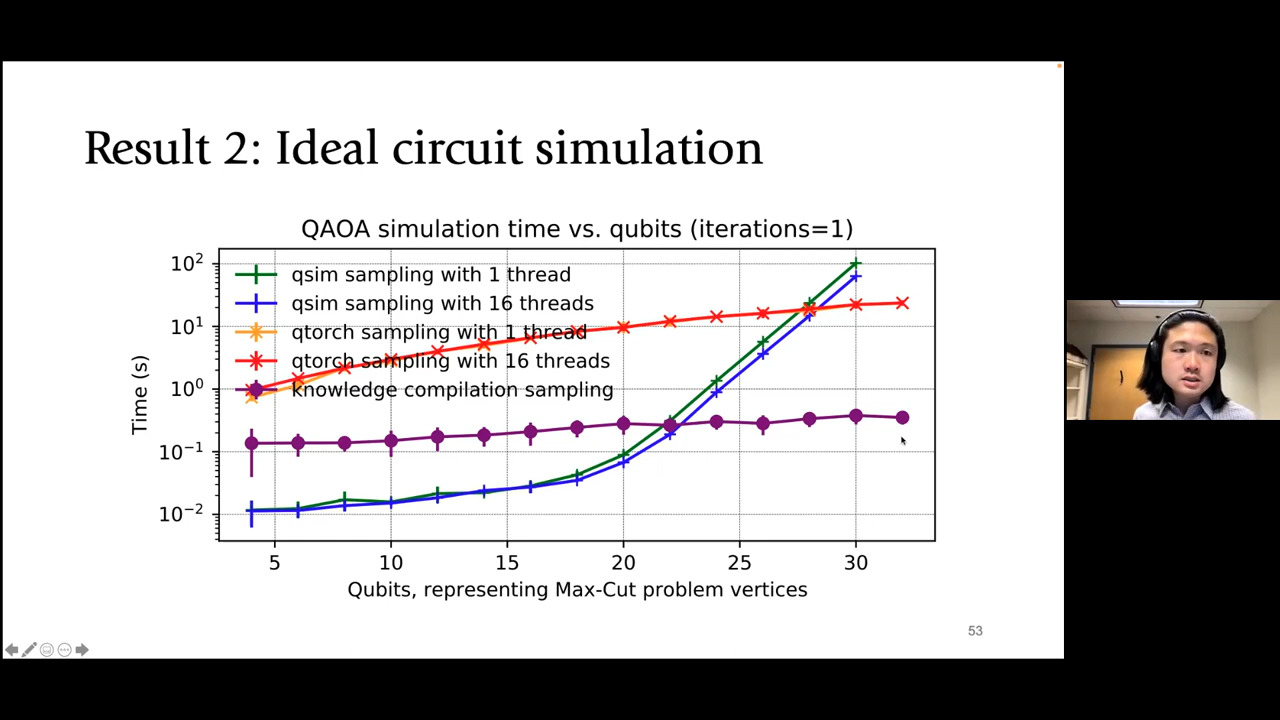 Result 2: Ideal circuit simulation
QAOA simulation time vs. qubits (iterations=1)
10²
10¹
10⁰
10⁻¹
10⁻²
Time (s)
qsim sampling with 1 thread
qsim sampling with 16 threads
qtorch sampling with 1 thread
qtorch sampling with 16 threads
knowledge compilation sampling
5 10 15 20 25 30
Qubits, representing Max-Cut problem vertices
53